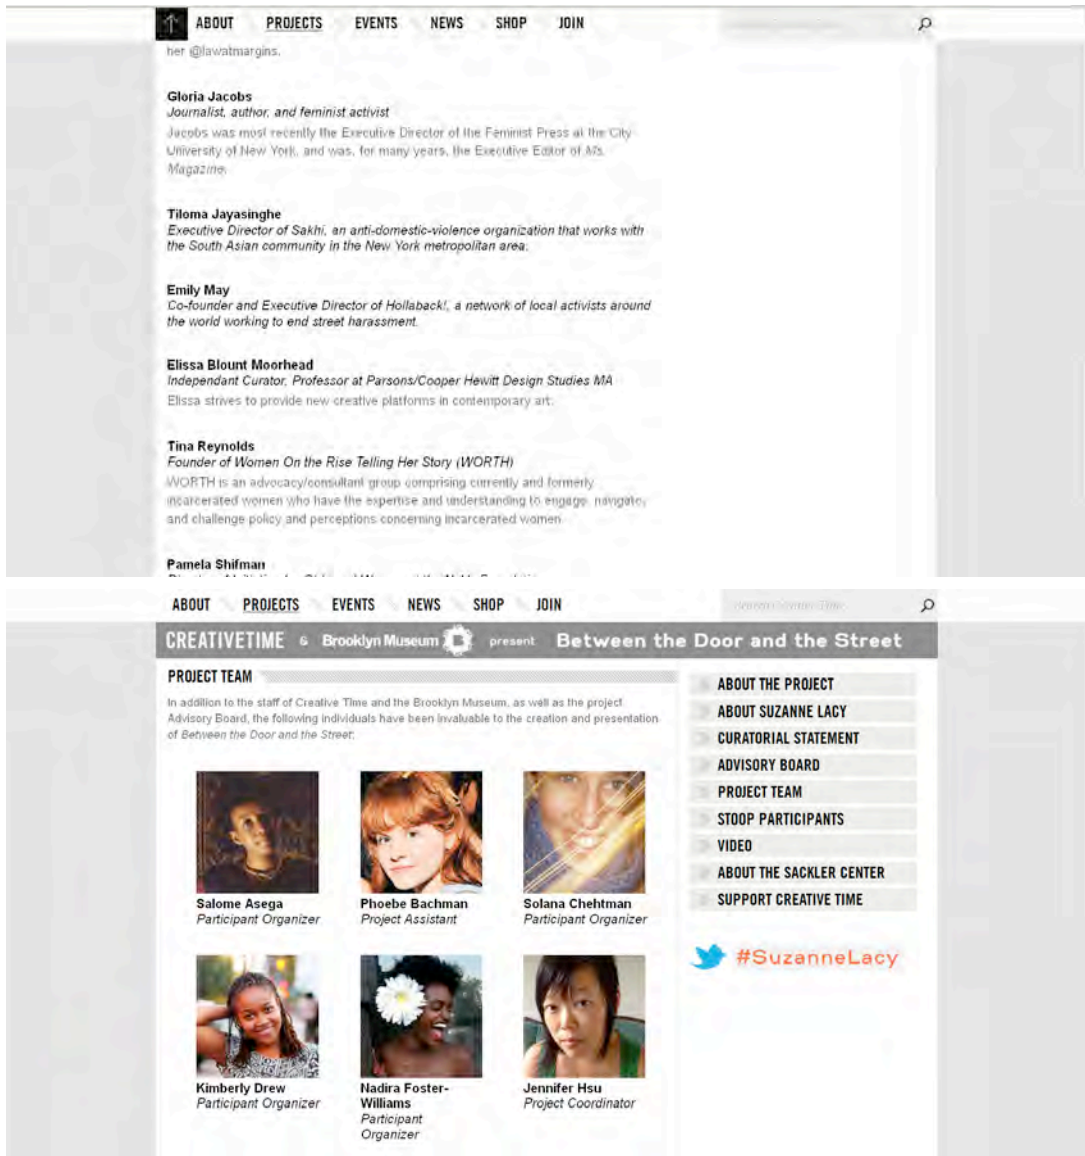 ABOUT PROJECTS EVENTS NEWS SHOP JOIN
her @lawatmargins.
Gloria Jacobs
Journalist, author, and feminist activist
Jacobs was most recently the Executive Director of the Feminist Press at the City
University of New York, and was, for many years, the Executive Editor of Ms.
Magazine.
Tiloma Jayasinghe
Executive Director of Sakhi, an anti-domestic-violence organization that works with
the South Asian community in the New York metropolitan area.
Emily May
Co-founder and Executive Director of Hollaback!, a network of local activists around
the world working to end street harassment.
Elissa Blount Moorhead
Independant Curator, Professor at Parsons/Cooper Hewitt Design Studies MA
Elissa strives to provide new creative platforms in contemporary art.
Tina Reynolds
Founder of Women On the Rise Telling Her Story (WORTH)
WORTH is an advocacy/consultant group comprising currently and formerly
incarcerated women who have the expertise and understanding to engage, navigate,
and challenge policy and perceptions concerning incarcerated women.
Pamela Shifman
ABOUT PROJECTS EVENTS NEWS SHOP JOIN
CREATIVETIME & Brooklyn Museum present Between the Door and the Street
PROJECT TEAM
In addition to the staff of Creative Time and the Brooklyn Museum, as well as the project
Advisory Board, the following individuals have been invaluable to the creation and presentation
of Between the Door and the Street:
Salome Asega
Participant Organizer
Phoebe Bachman
Project Assistant
Solana Chehtman
Participant Organizer
Kimberly Drew
Participant Organizer
Nadira Foster-
Williams
Participant
Organizer
Jennifer Hsu
Project Coordinator
ABOUT THE PROJECT
ABOUT SUZANNE LACY
CURATORIAL STATEMENT
ADVISORY BOARD
PROJECT TEAM
STOOP PARTICIPANTS
VIDEO
ABOUT THE SACKLER CENTER
SUPPORT CREATIVE TIME
#SuzanneLacy